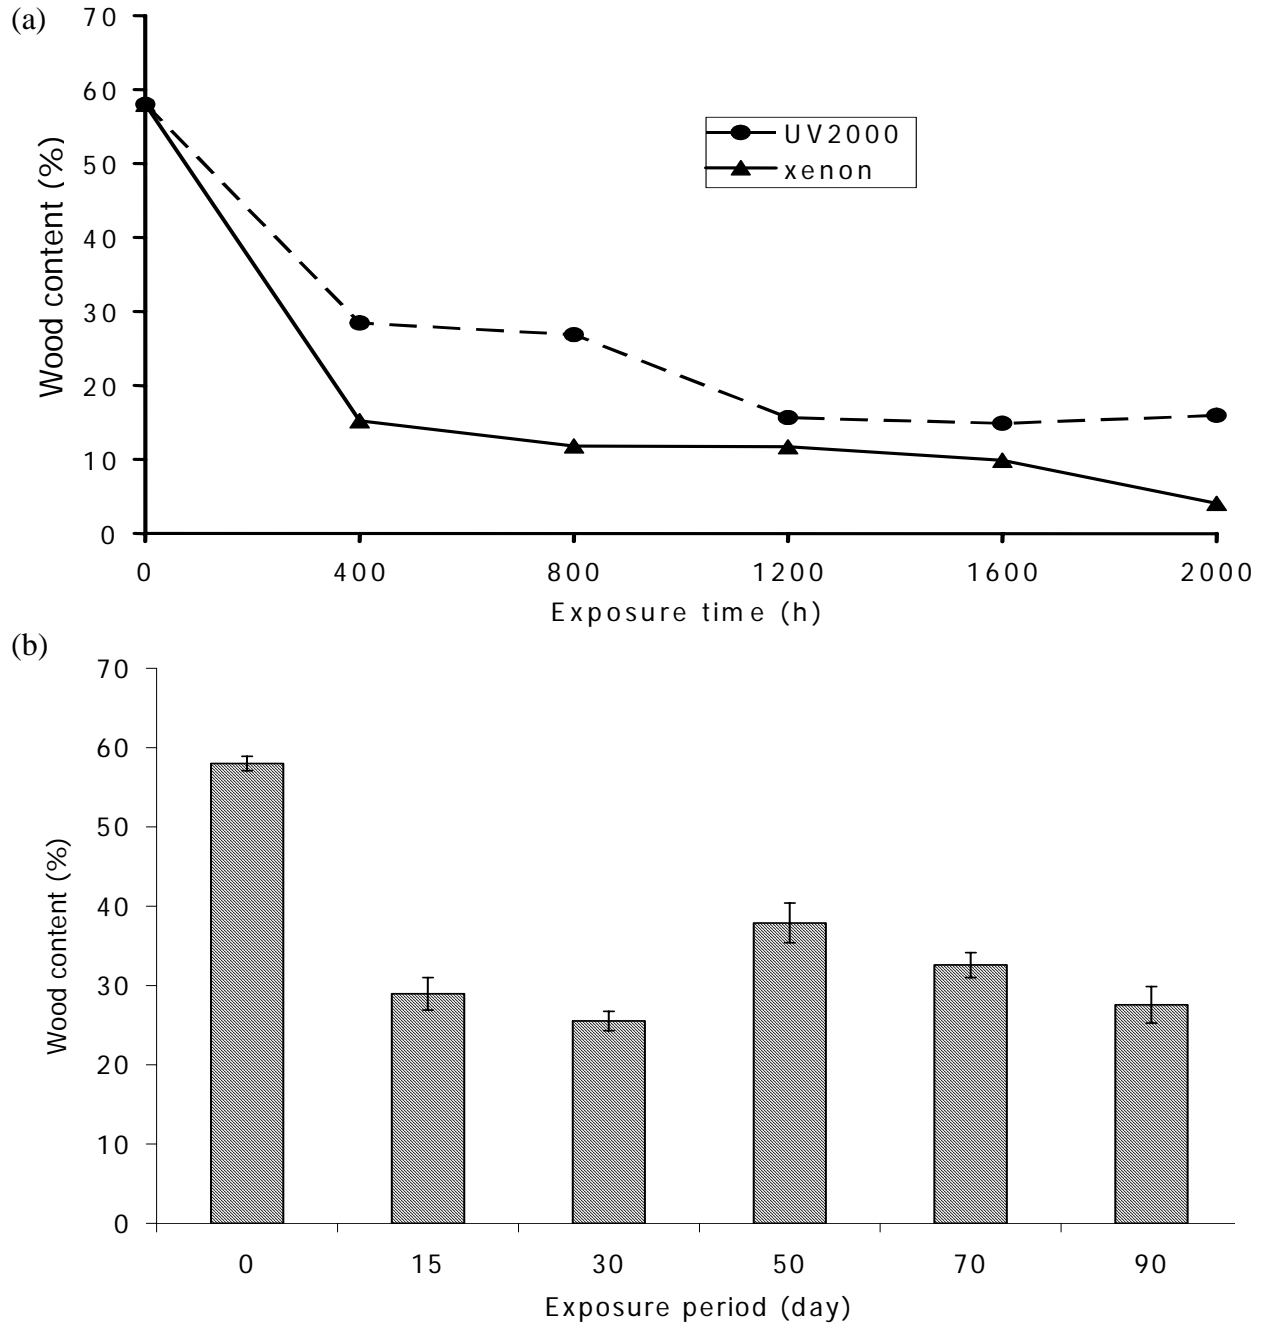 (a)
70
60
50
40
30
20
10
0
Wood content (%)
UV2000
xenon
0 400 800 1200 1600 2000
Exposure time (h)
(b)
70
60
50
40
30
20
10
0
Wood content (%)
0 15 30 50 70 90
Exposure period (day)